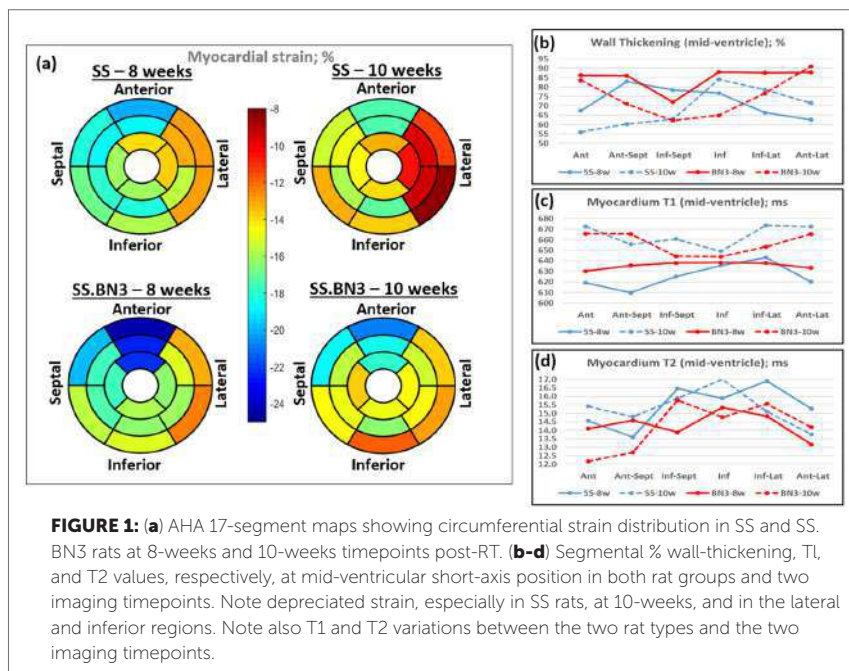 (a)
Myocardial strain; %
SS – 8 weeks
Anterior
SS – 10 weeks
Anterior
Septal
Lateral
Septal
Lateral
Inferior
Inferior
-8
-10
-12
-14
-16
-18
-20
-22
-24
SS.BN3 – 8 weeks
Anterior
SS.BN3 – 10 weeks
Anterior
Septal
Lateral
Septal
Lateral
Inferior
Inferior
(b)
Wall Thickening (mid-ventricle); %
95
90
85
80
75
70
65
60
55
50
Ant Ant-Sept Inf-Sept Inf Inf-Lat Ant-Lat
SS-8w SS-10w BN3-8w BN3-10w
(c)
Myocardium T1 (mid-ventricle); ms
680
670
660
650
640
630
620
610
600
Ant Ant-Sept Inf-Sept Inf inf-Lat Ant-Lat
SS-8w SS-10w BN3-8w BN3-10w
(d)
Myocardium T2 (mid-ventricle); ms
17.0
16.5
16.0
15.5
15.0
14.5
14.0
13.5
13.0
12.5
12.0
Ant Ant-Sept Inf-Sept Inf Inf-Lat Ant-Lat
SS-8w SS-10w BN3-8w BN3-10w
FIGURE 1: (a) AHA 17-segment maps showing circumferential strain distribution in SS and SS.
BN3 rats at 8-weeks and 10-weeks timepoints post-RT. (b-d) Segmental % wall-thickening, Tl,
and T2 values, respectively, at mid-ventricular short-axis position in both rat groups and two
imaging timepoints. Note depreciated strain, especially in SS rats, at 10-weeks, and in the lateral
and inferior regions. Note also T1 and T2 variations between the two rat types and the two
imaging timepoints.